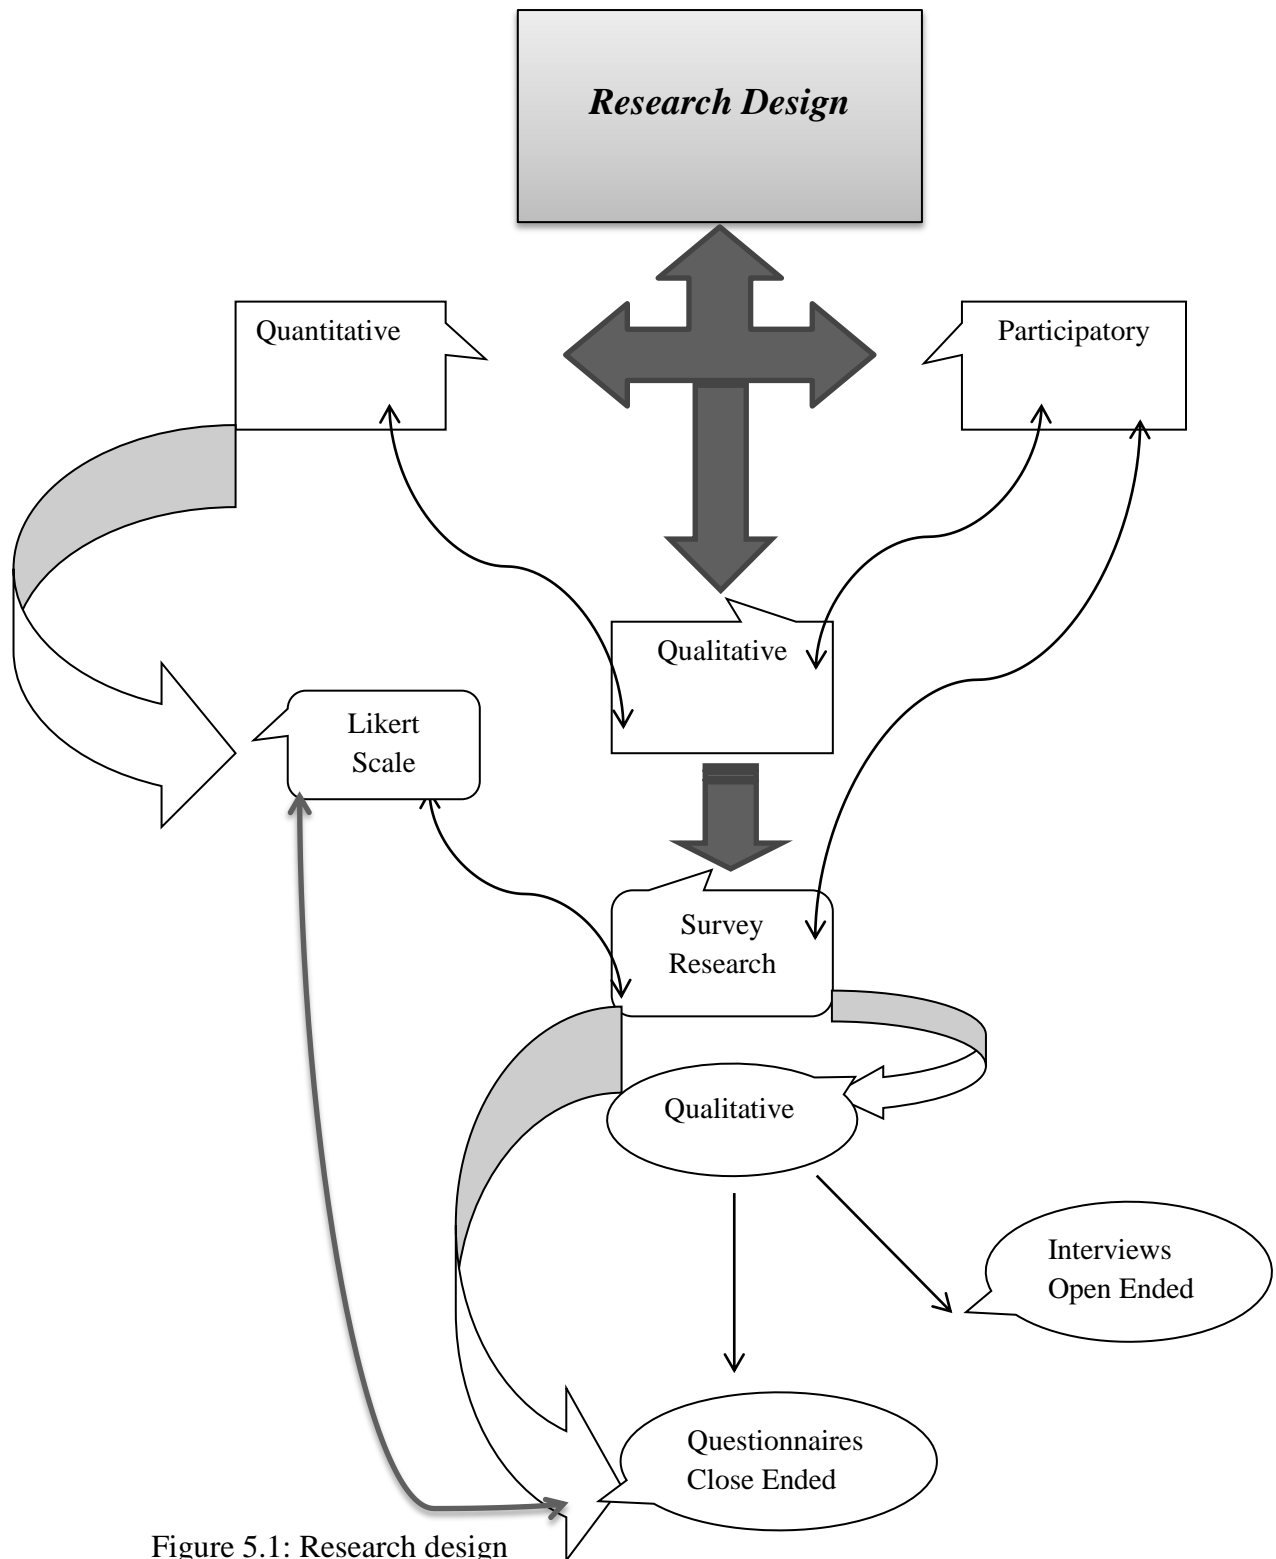 Research Design
Quantitative
Participatory
Qualitative
Likert
Scale
Survey
Research
Qualitative
Interviews
Open Ended
Questionnaires
Close Ended
Figure 5.1: Research design